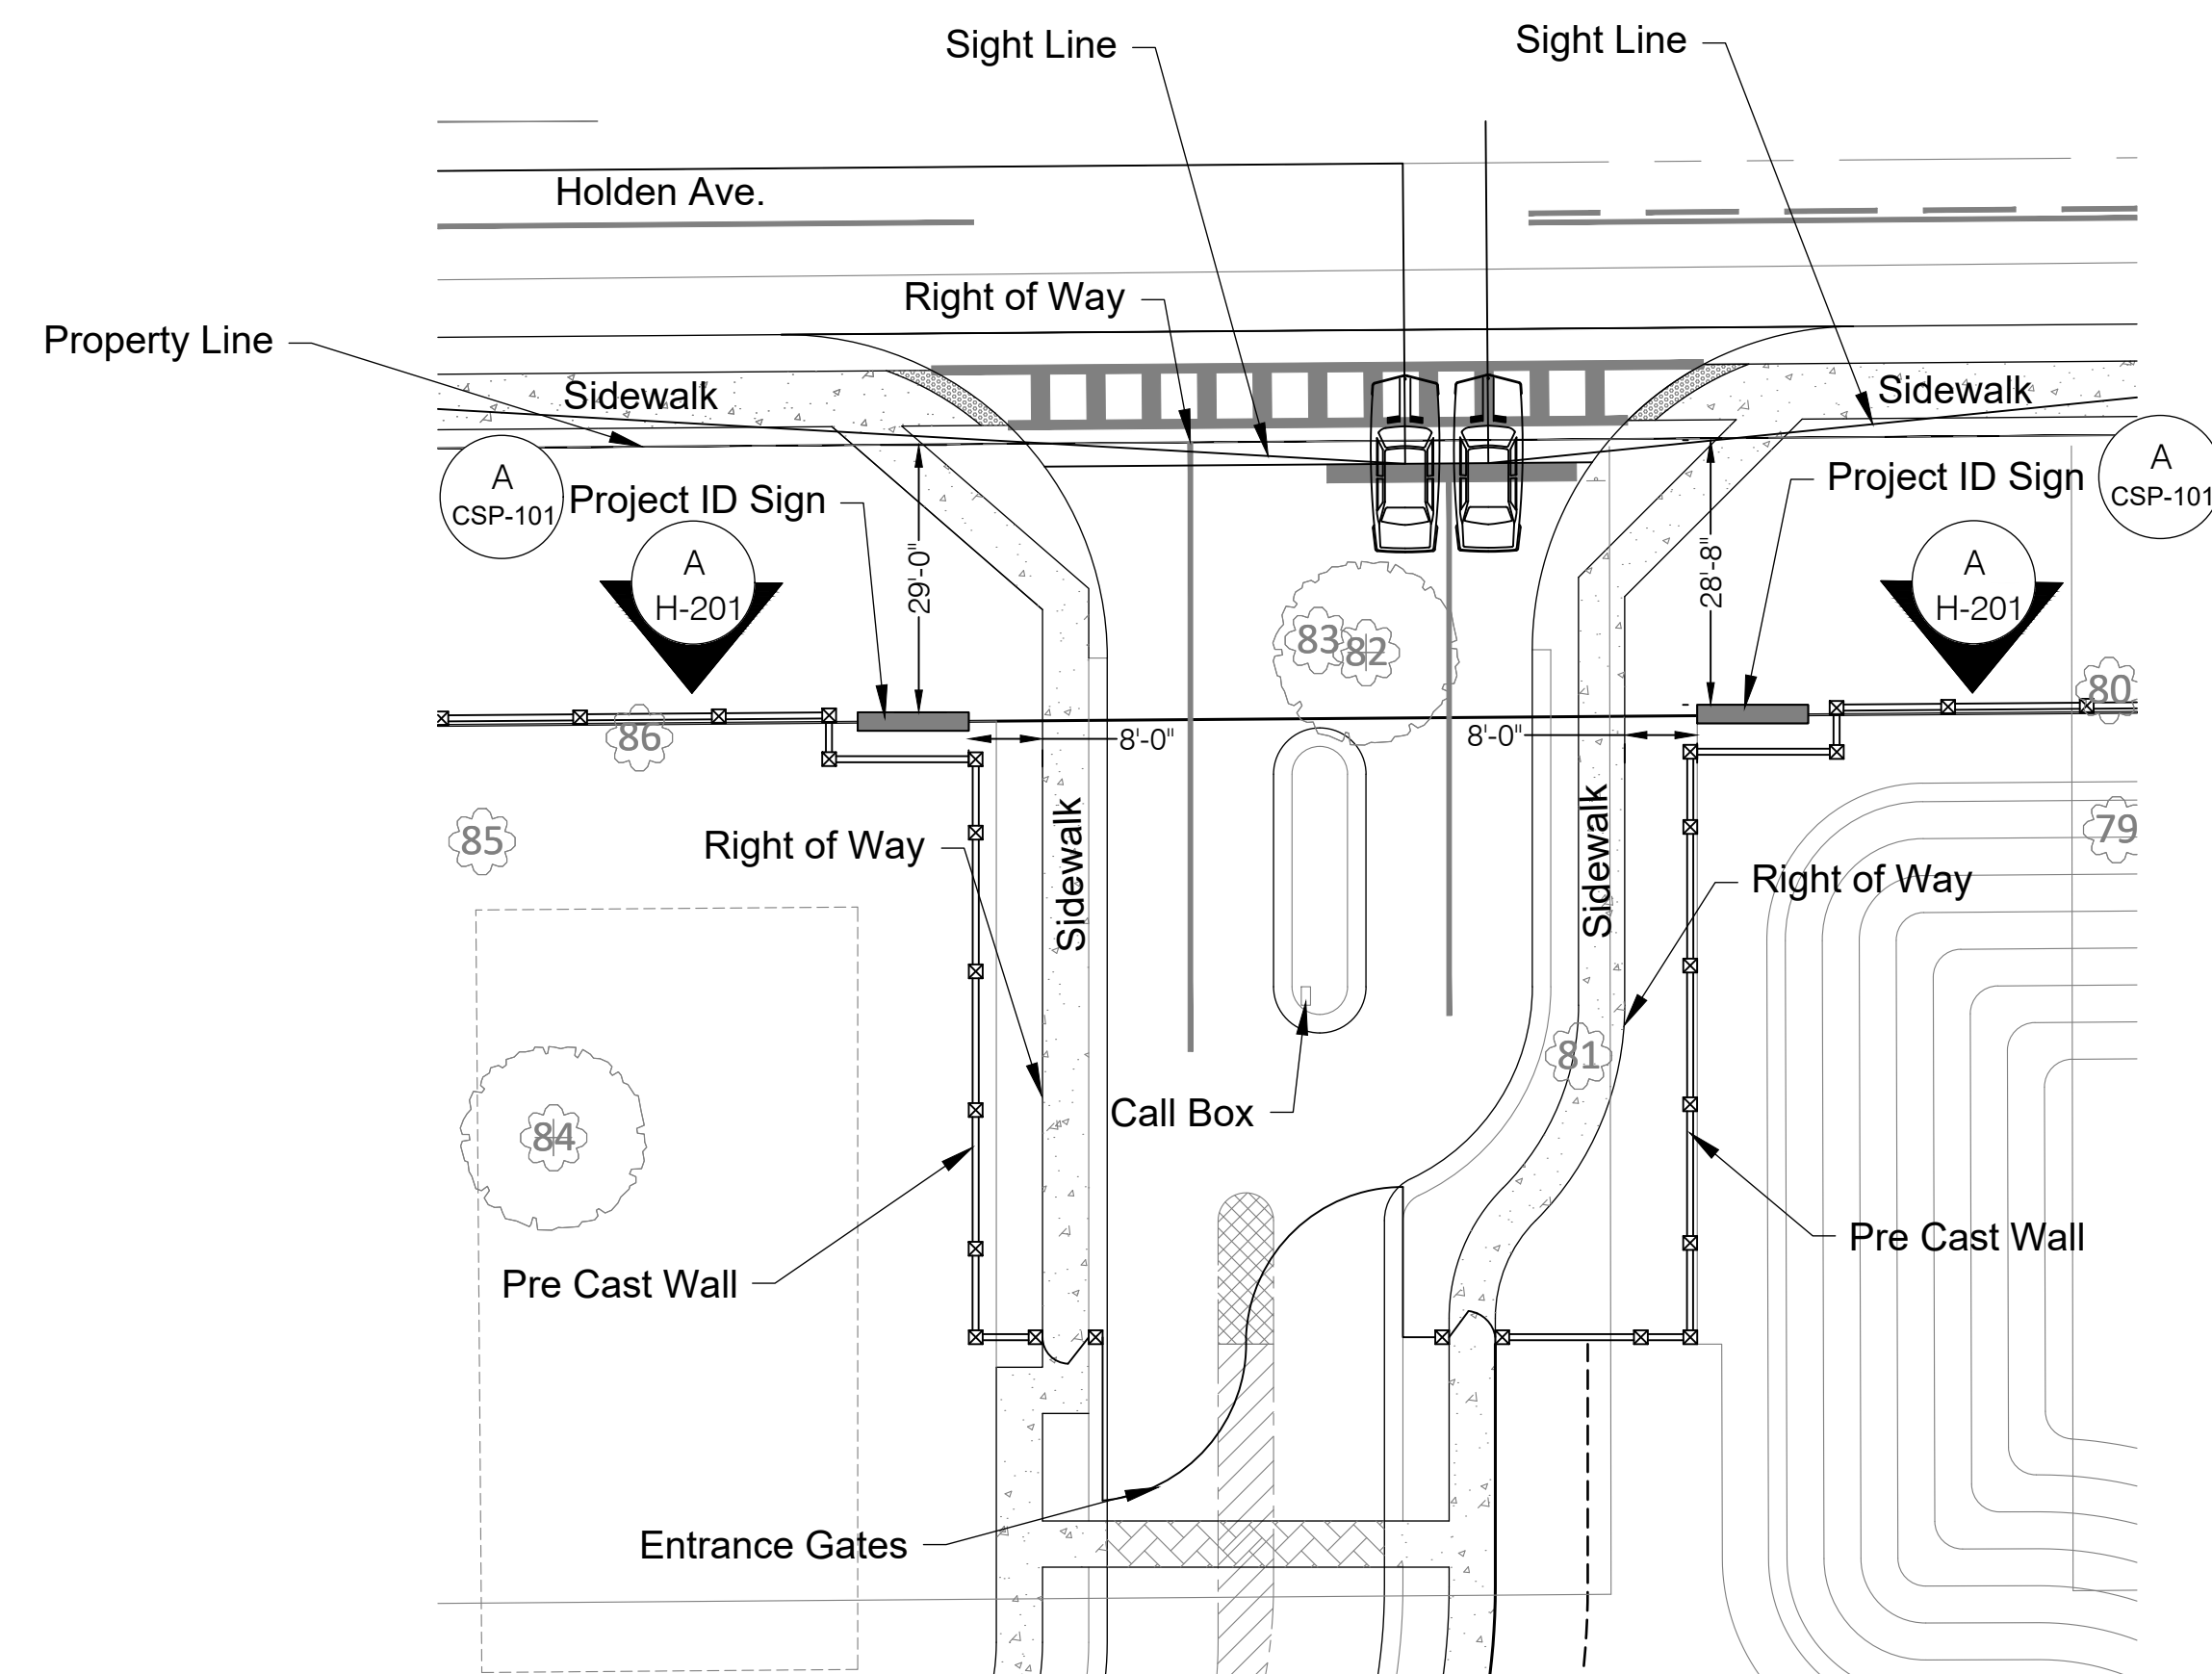 Sight Line
Sight Line
Holden Ave.
Right of Way
Property Line
Sidewalk
Sidewalk
A
CSP-101
Project ID Sign
Project ID Sign
A
CSP-101
A
H-201
29'-0"
28'-8"
A
H-201
83
82
80
86
8'-0"
8'-0"
85
Right of Way
Sidewalk
Sidewalk
79
Right of Way
81
Call Box
84
Pre Cast Wall
Pre Cast Wall
Entrance Gates